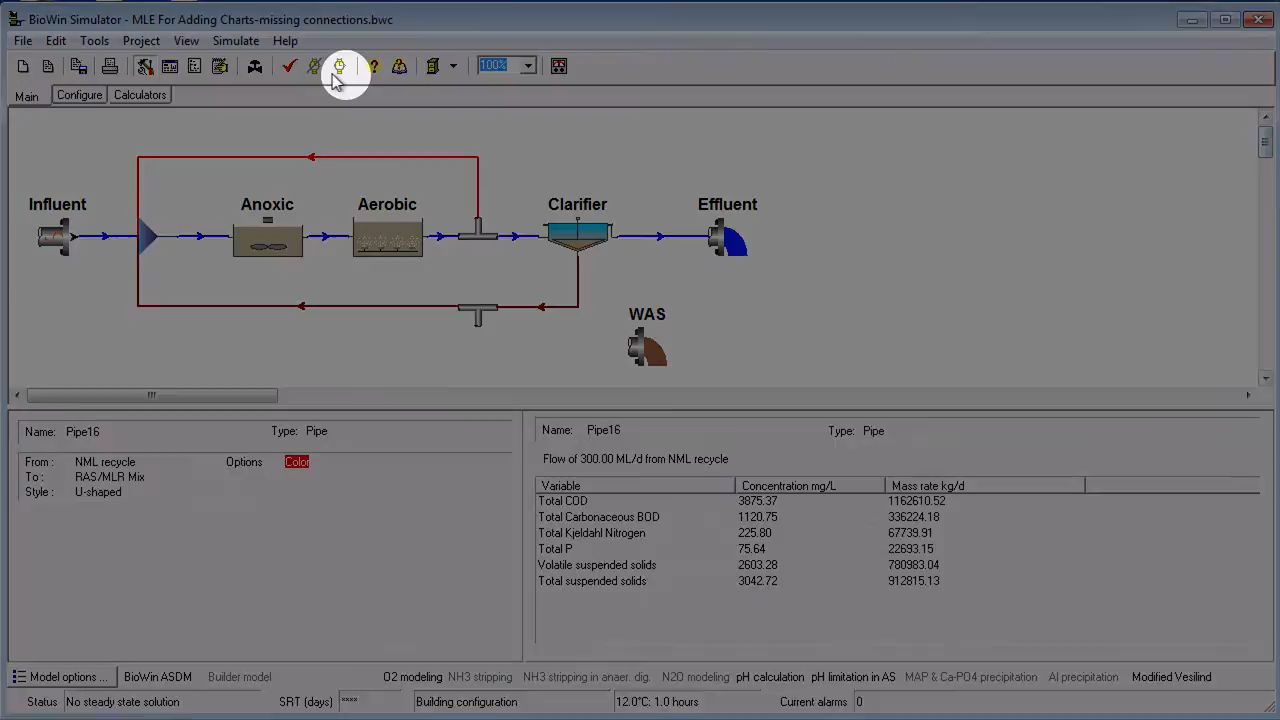 BioWin Simulator - MLE For Adding Charts-missing connections.bwc
File Edit Tools Project View Simulate Help
100%
Main Configure Calculators
Influent Anoxic Aerobic Clarifier Effluent
WAS
Name: Pipe16 Type: Pipe
From : NML recycle Options Color
To : RAS/MLR Mix
Style : U-shaped
Name: Pipe16 Type: Pipe
Flow of 300.00 ML/d from NML recycle
Variable Concentration mg/L Mass rate kg/d
Total COD 3875.37 1162610.52
Total Carbonaceous BOD 1120.75 336224.18
Total Kjeldahl Nitrogen 225.80 67739.91
Total P 75.64 22693.15
Volatile suspended solids 2603.28 780983.04
Total suspended solids 3042.72 912815.13
Model options ... BioWin ASDM Builder model O2 modeling NH3 stripping NH3 stripping in anaer. dig. N2O modeling pH calculation pH limitation in AS MAP & Ca-PO4 precipitation Al precipitation Modified Vesilind
Status No steady state solution SRT (days) **** Building configuration 12.0°C: 1.0 hours Current alarms 0